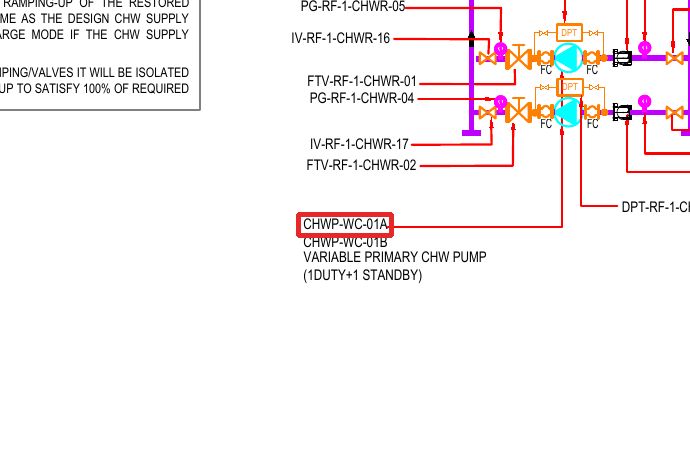 RAMPING-UP OF THE RESTORED
ME AS THE DESIGN CHW SUPPLY
ARGE MODE IF THE CHW SUPPLY
PING/VALVES IT WILL BE ISOLATED
UP TO SATISFY 100% OF REQUIRED
PG-RF-1-CHWR-05
IV-RF-1-CHWR-16
DPT
FC
FC
FTV-RF-1-CHWR-01
PG-RF-1-CHWR-04
DPT
FC
FC
IV-RF-1-CHWR-17
FTV-RF-1-CHWR-02
DPT-RF-1-C
CHWP-WC-01A
CHWP-WC-01B
VARIABLE PRIMARY CHW PUMP
(1DUTY+1 STANDBY)